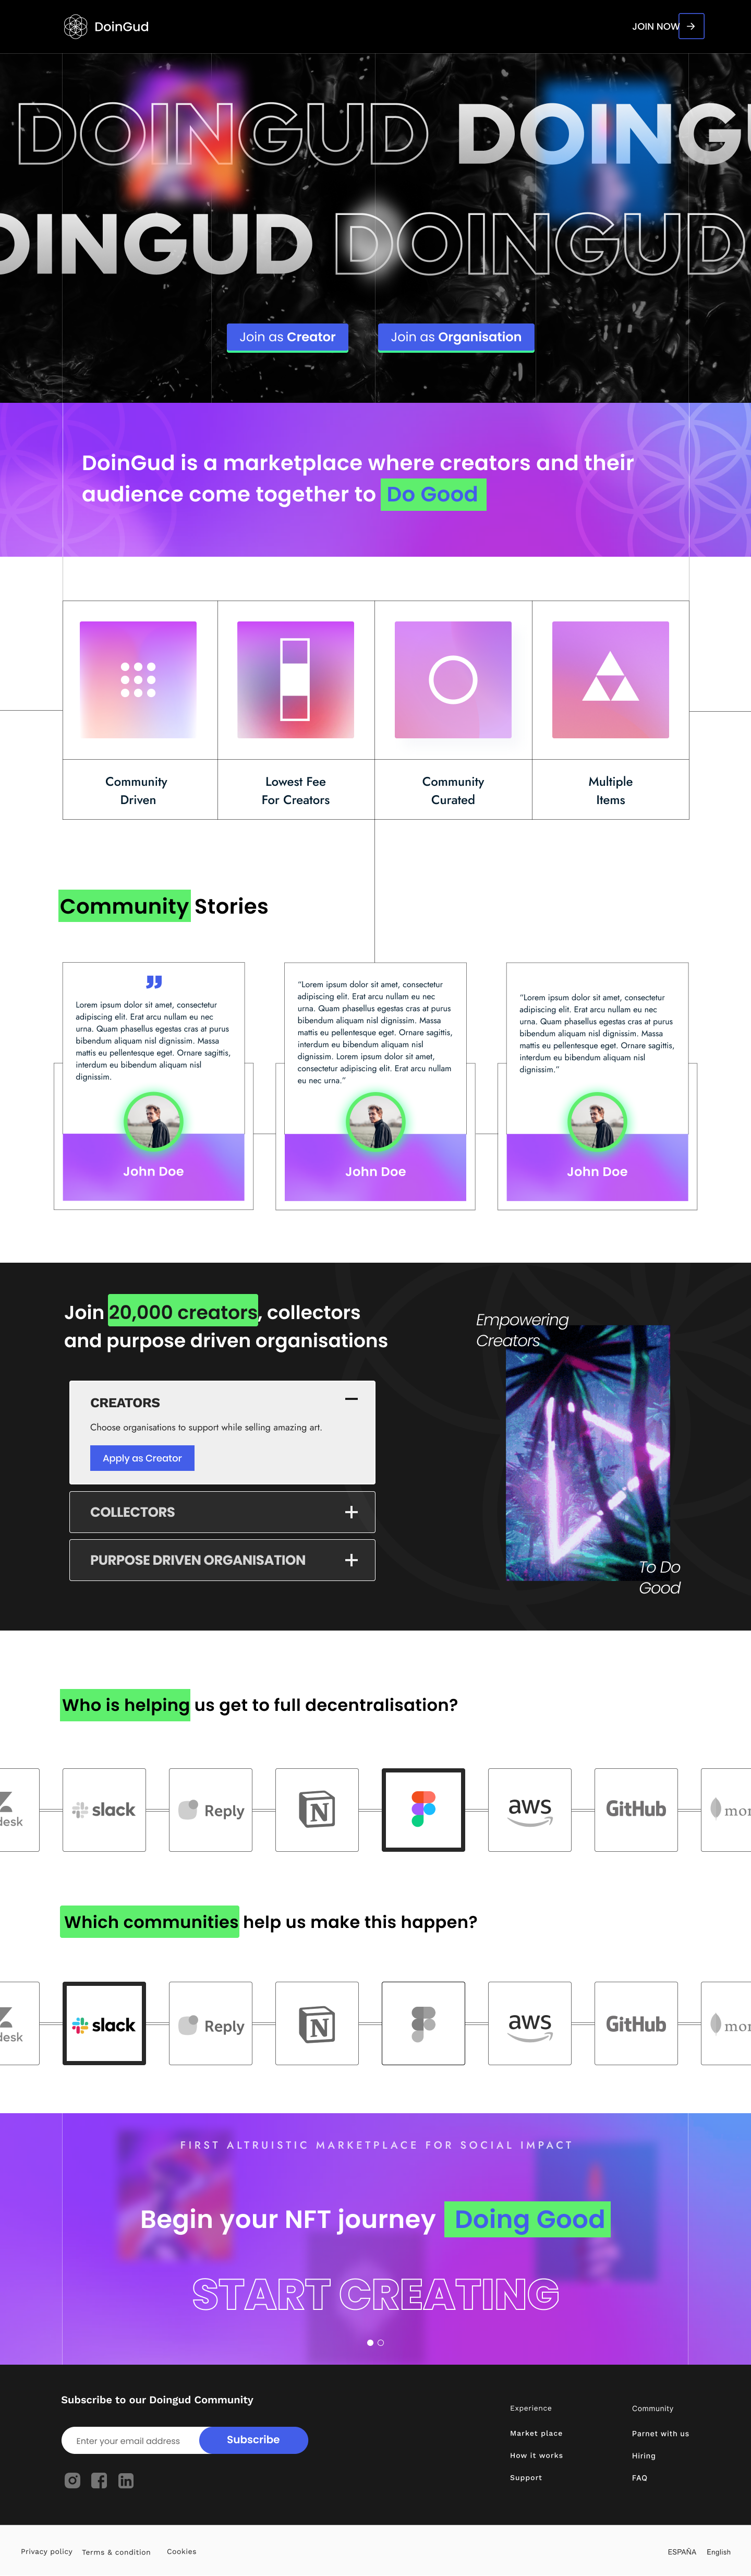 DoinGud
JOIN NOW
DOINGUD DOINGU
OINGUD DOINGUD
Join as Creator
Join as Organisation
DoinGud is a marketplace where creators and their
audience come together to Do Good
Community
Driven
Lowest Fee
For Creators
Community
Curated
Multiple
Items
Community Stories
Lorem ipsum dolor sit amet, consectetur
adipiscing elit. Erat arcu nullam eu nec
urna. Quam phasellus egestas cras at purus
bibendum aliquam nisl dignissim. Massa
mattis eu pellentesque eget. Ornare sagittis,
interdum eu bibendum aliquam nisl
dignissim.
John Doe
“Lorem ipsum dolor sit amet, consectetur
adipiscing elit. Erat arcu nullam eu nec
urna. Quam phasellus egestas cras at purus
bibendum aliquam nisl dignissim. Massa
mattis eu pellentesque eget. Ornare sagittis,
interdum eu bibendum aliquam nisl
dignissim. Lorem ipsum dolor sit amet,
consectetur adipiscing elit. Erat arcu nullam
eu nec urna.”
John Doe
“Lorem ipsum dolor sit amet, consectetur
adipiscing elit. Erat arcu nullam eu nec
urna. Quam phasellus egestas cras at purus
bibendum aliquam nisl dignissim. Massa
mattis eu pellentesque eget. Ornare sagittis,
interdum eu bibendum aliquam nisl
dignissim.”
John Doe
Join 20,000 creators, collectors
and purpose driven organisations
CREATORS
Choose organisations to support while selling amazing art.
Apply as Creator
COLLECTORS
PURPOSE DRIVEN ORGANISATION
Empowering
Creators
To Do
Good
Who is helping us get to full decentralisation?
desk
slack
Reply
N
aws
GitHub
mor
Which communities help us make this happen?
desk
slack
Reply
N
aws
GitHub
mor
FIRST ALTRUISTIC MARKETPLACE FOR SOCIAL IMPACT
Begin your NFT journey Doing Good
START CREATING
Subscribe to our Doingud Community
Enter your email address
Subscribe
in
Experience
Market place
How it works
Support
Community
Parnet with us
Hiring
FAQ
Privacy policy
Terms & condition
Cookies
ESPAÑA
English